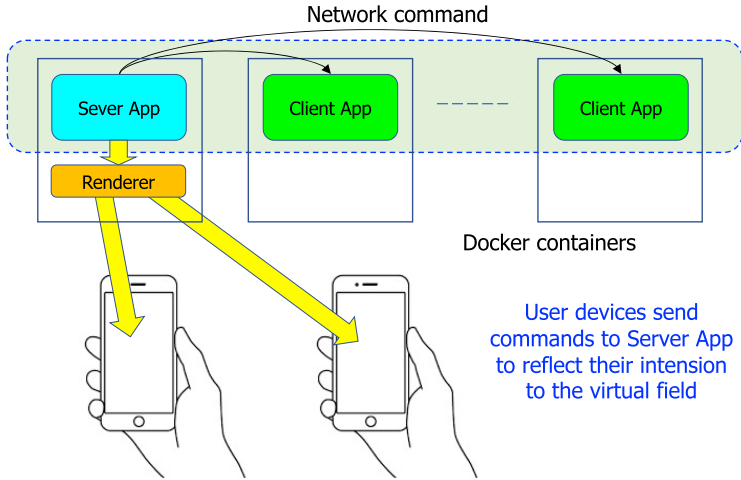 Network command
Sever App
Client App
Client App
Renderer
Docker containers
User devices send
commands to Server App
to reflect their intension
to the virtual field